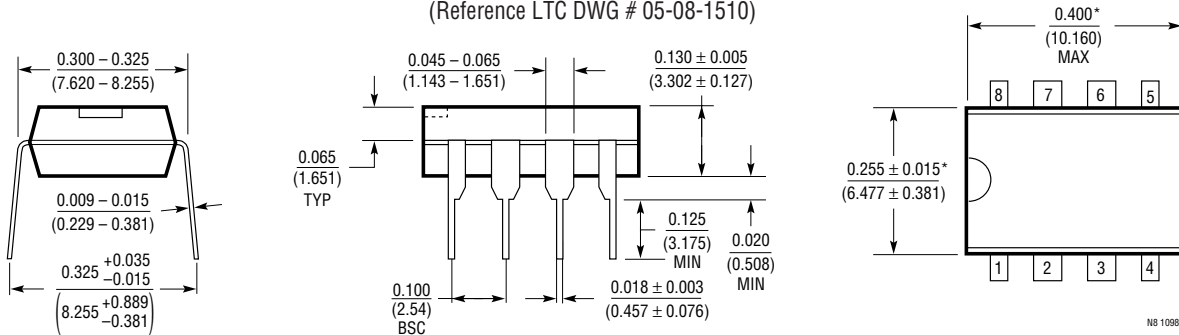 (Reference LTC DWG # 05-08-1510)
0.300 – 0.325
(7.620 – 8.255)
0.009 – 0.015
(0.229 – 0.381)
0.325 +0.035 –0.015
(8.255 +0.889 –0.381)
0.045 – 0.065
(1.143 – 1.651)
0.130 ± 0.005
(3.302 ± 0.127)
0.065
(1.651)
TYP
0.125
(3.175)
MIN
0.020
(0.508)
MIN
0.100
(2.54)
BSC
0.018 ± 0.003
(0.457 ± 0.076)
0.400*
(10.160)
MAX
8 7 6 5
0.255 ± 0.015*
(6.477 ± 0.381)
1 2 3 4
N8 1098